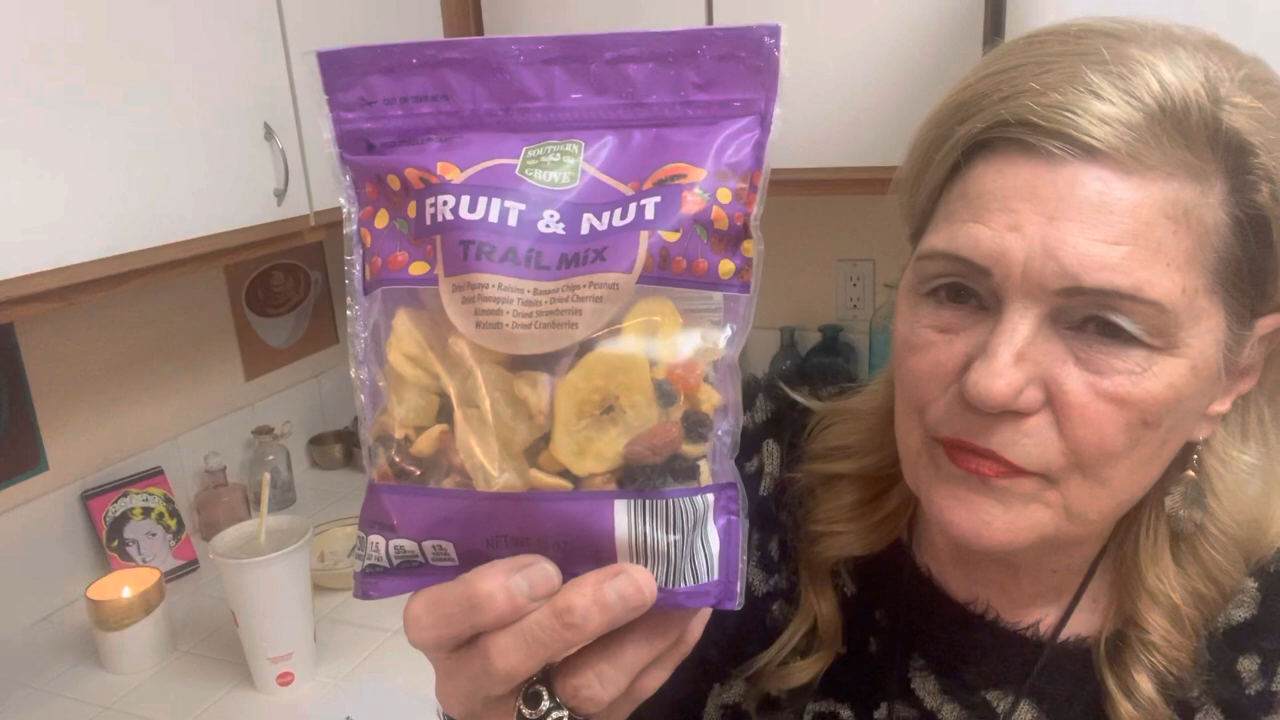 SOUTHERN
GROVE
FRUIT & NUT
TRAIL MIX
Dried Papaya • Raisins • Banana Chips • Peanuts
Dried Pineapple Tidbits • Dried Cherries
Almonds • Dried Strawberries
Walnuts • Dried Cranberries